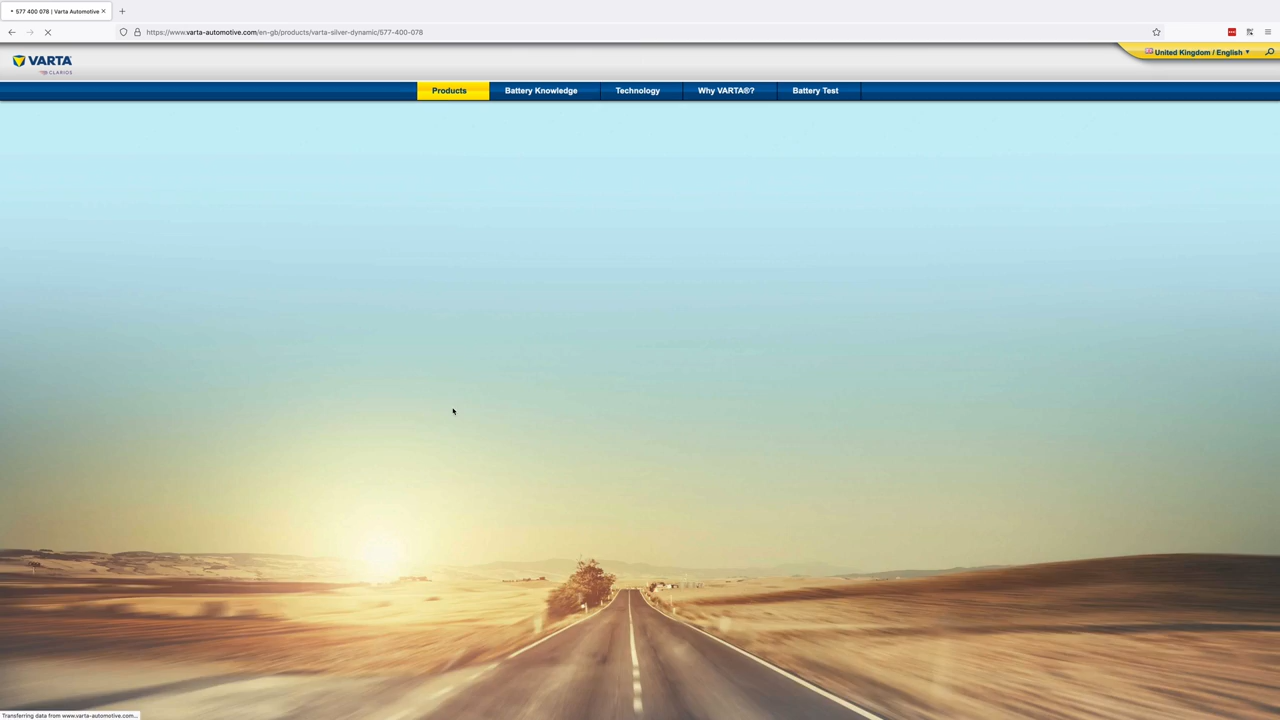 577 400 078 | Varta Automotive
https://www.varta-automotive.com/en-gb/products/varta-silver-dynamic/577-400-078
VARTA
CLARIOS
United Kingdom / English
Products
Battery Knowledge
Technology
Why VARTA®?
Battery Test
Transferring data from www.varta-automotive.com...